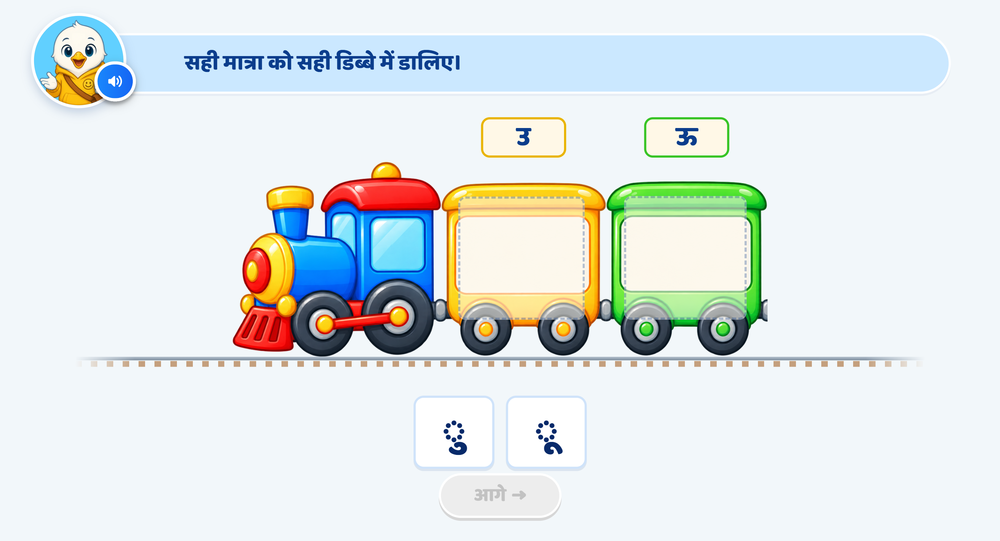 सही मात्रा को सही डिब्बे में डालिए।
उ ऊ
◌ु ◌ू
आगे →